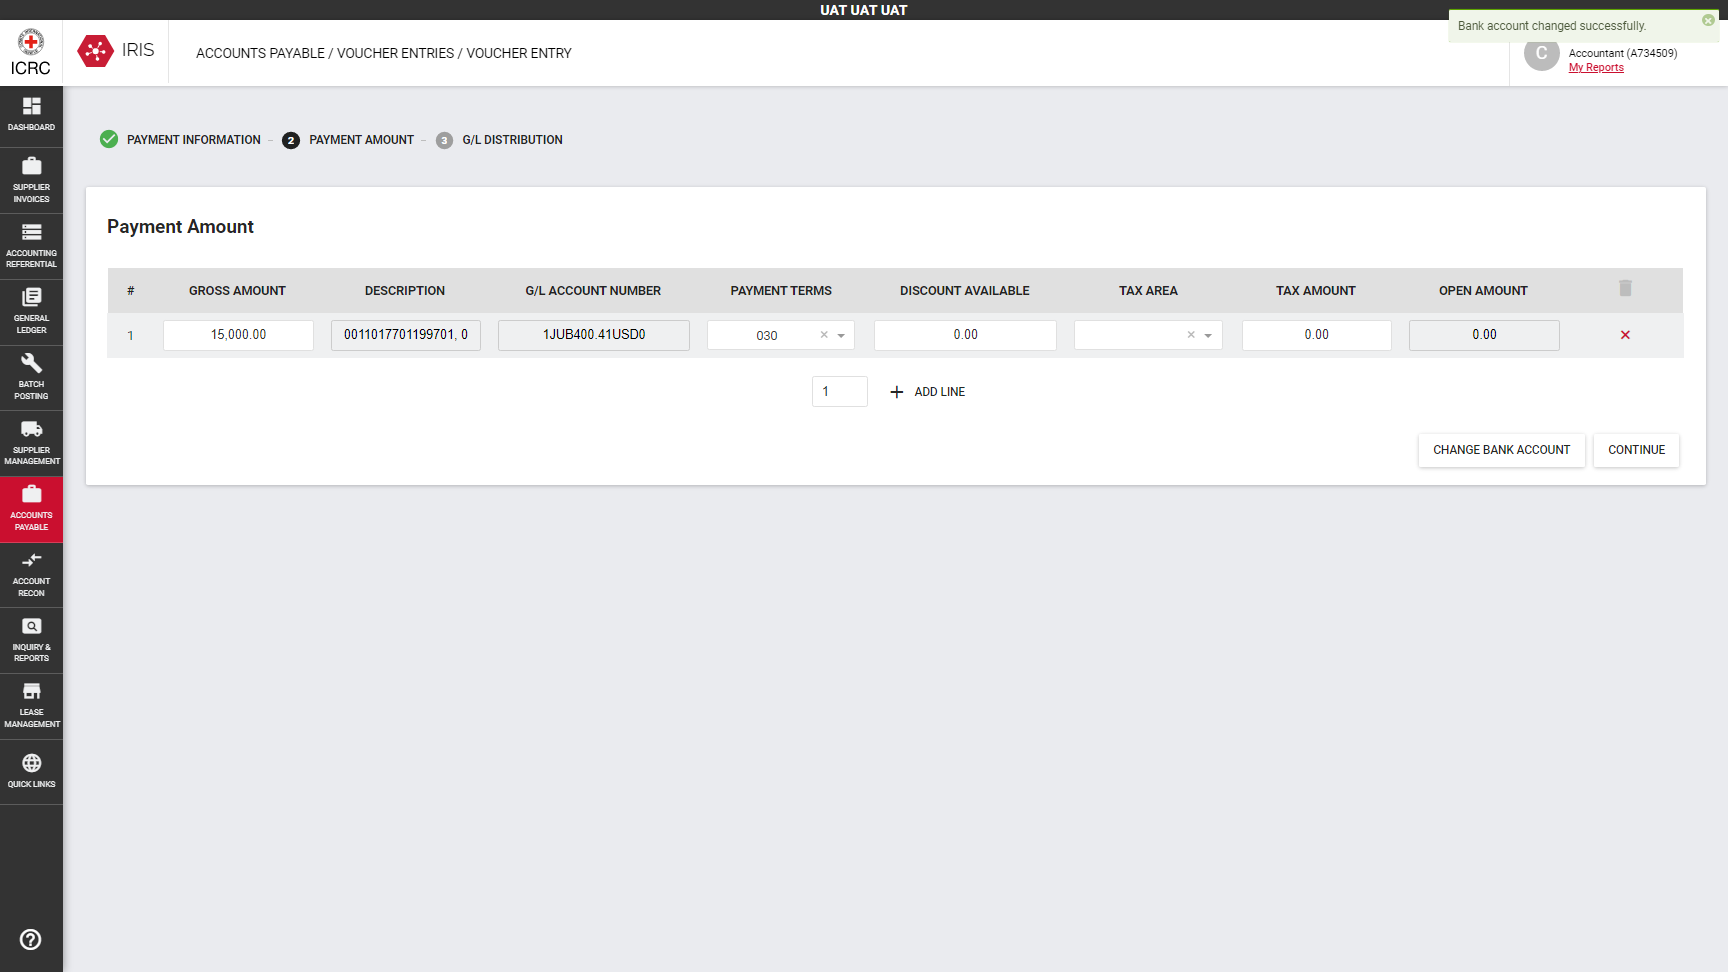 UAT UAT UAT
Bank account changed successfully.
ICRC
IRIS
ACCOUNTS PAYABLE / VOUCHER ENTRIES / VOUCHER ENTRY
C
Accountant (A734509)
My Reports
DASHBOARD
SUPPLIER
INVOICES
ACCOUNTING
REFERENTIAL
GENERAL
LEDGER
BATCH
POSTING
SUPPLIER
MANAGEMENT
ACCOUNTS
PAYABLE
ACCOUNT
RECON
INQUIRY &
REPORTS
LEASE
MANAGEMENT
QUICK LINKS
PAYMENT INFORMATION – 2 PAYMENT AMOUNT – 3 G/L DISTRIBUTION
Payment Amount
# GROSS AMOUNT DESCRIPTION G/L ACCOUNT NUMBER PAYMENT TERMS DISCOUNT AVAILABLE TAX AREA TAX AMOUNT OPEN AMOUNT
1 15,000.00 0011017701199701, 0 1JUB400.41USD0 030 0.00 0.00 0.00
1 ADD LINE
CHANGE BANK ACCOUNT CONTINUE